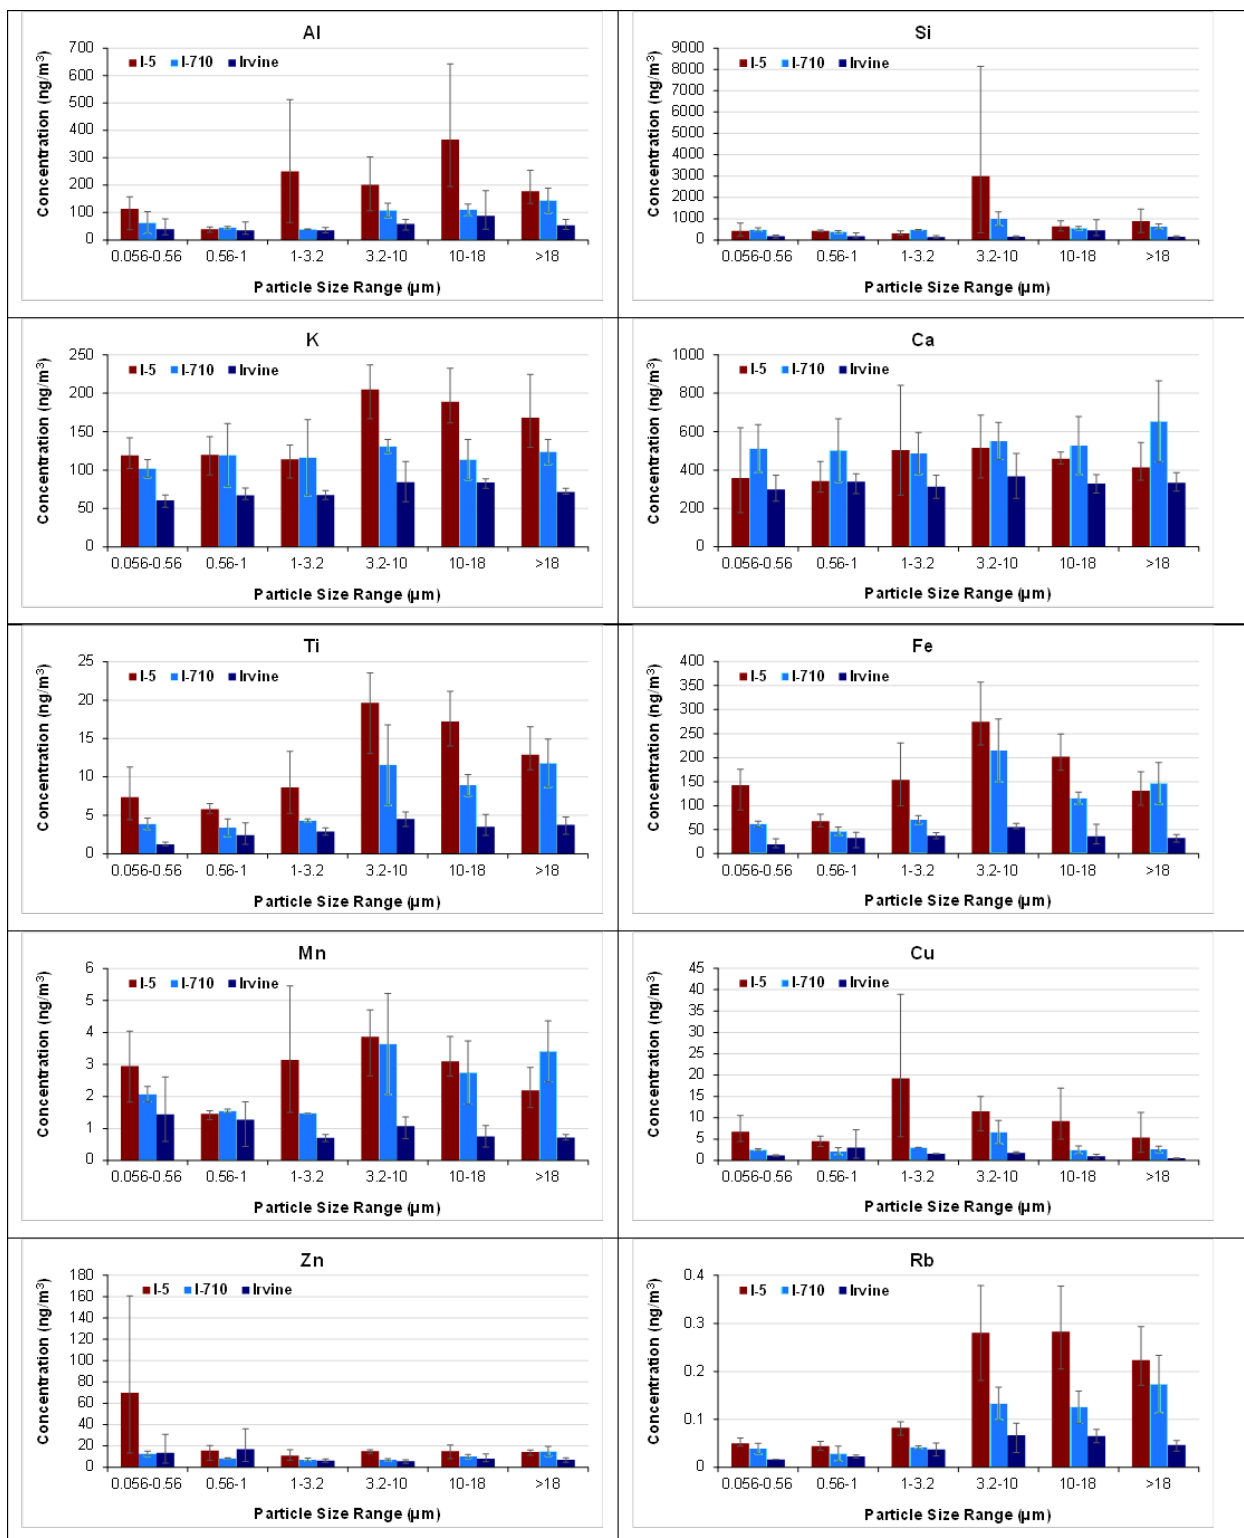 Al
Concentration (ng/m³)
700
600
500
400
300
200
100
0
I-5 I-710 Irvine
0.056-0.56 0.56-1 1-3.2 3.2-10 10-18 >18
Particle Size Range (µm)
Si
Concentration (ng/m³)
9000
8000
7000
6000
5000
4000
3000
2000
1000
0
I-5 I-710 Irvine
0.056-0.56 0.56-1 1-3.2 3.2-10 10-18 >18
Particle Size Range (µm)
K
Concentration (ng/m³)
250
200
150
100
50
0
I-5 I-710 Irvine
0.056-0.56 0.56-1 1-3.2 3.2-10 10-18 >18
Particle Size Range (µm)
Ca
Concentration (ng/m³)
1000
800
600
400
200
0
I-5 I-710 Irvine
0.056-0.56 0.56-1 1-3.2 3.2-10 10-18 >18
Particle Size Range (µm)
Ti
Concentration (ng/m³)
25
20
15
10
5
0
I-5 I-710 Irvine
0.056-0.56 0.56-1 1-3.2 3.2-10 10-18 >18
Particle Size Range (µm)
Fe
Concentration (ng/m³)
400
350
300
250
200
150
100
50
0
I-5 I-710 Irvine
0.056-0.56 0.56-1 1-3.2 3.2-10 10-18 >18
Particle Size Range (µm)
Mn
Concentration (ng/m³)
6
5
4
3
2
1
0
I-5 I-710 Irvine
0.056-0.56 0.56-1 1-3.2 3.2-10 10-18 >18
Particle Size Range (µm)
Cu
Concentration (ng/m³)
45
40
35
30
25
20
15
10
5
0
I-5 I-710 Irvine
0.056-0.56 0.56-1 1-3.2 3.2-10 10-18 >18
Particle Size Range (µm)
Zn
Concentration (ng/m³)
180
160
140
120
100
80
60
40
20
0
I-5 I-710 Irvine
0.056-0.56 0.56-1 1-3.2 3.2-10 10-18 >18
Particle Size Range (µm)
Rb
Concentration (ng/m³)
0.4
0.3
0.2
0.1
0
I-5 I-710 Irvine
0.056-0.56 0.56-1 1-3.2 3.2-10 10-18 >18
Particle Size Range (µm)